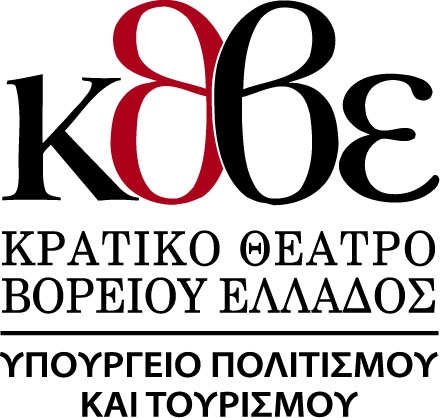 κθβε
ΚΡΑΤΙΚΟ ΘΕΑΤΡΟ
ΒΟΡΕΙΟΥ ΕΛΛΑΔΟΣ
ΥΠΟΥΡΓΕΙΟ ΠΟΛΙΤΙΣΜΟΥ
ΚΑΙ ΤΟΥΡΙΣΜΟΥ